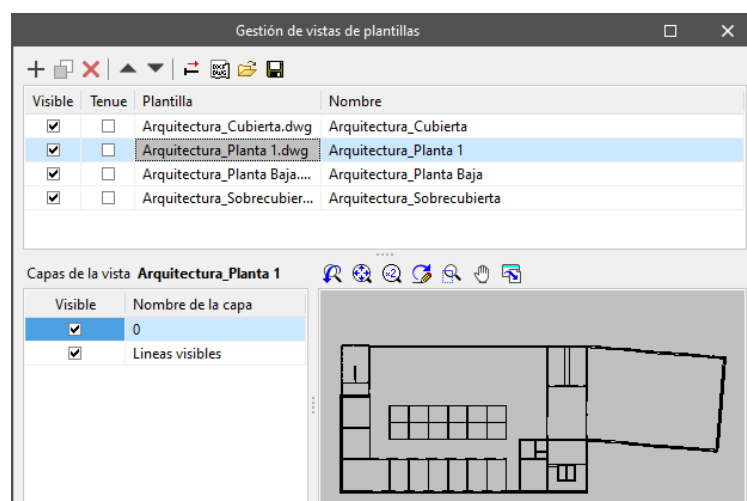 Gestión de vistas de plantillas
Visible Tenue Plantilla Nombre
Arquitectura_Cubierta.dwg Arquitectura_Cubierta
Arquitectura_Planta 1.dwg Arquitectura_Planta 1
Arquitectura_Planta Baja.... Arquitectura_Planta Baja
Arquitectura_Sobrecubier... Arquitectura_Sobrecubierta
Capas de la vista Arquitectura_Planta 1
Visible Nombre de la capa
0
Lineas visibles